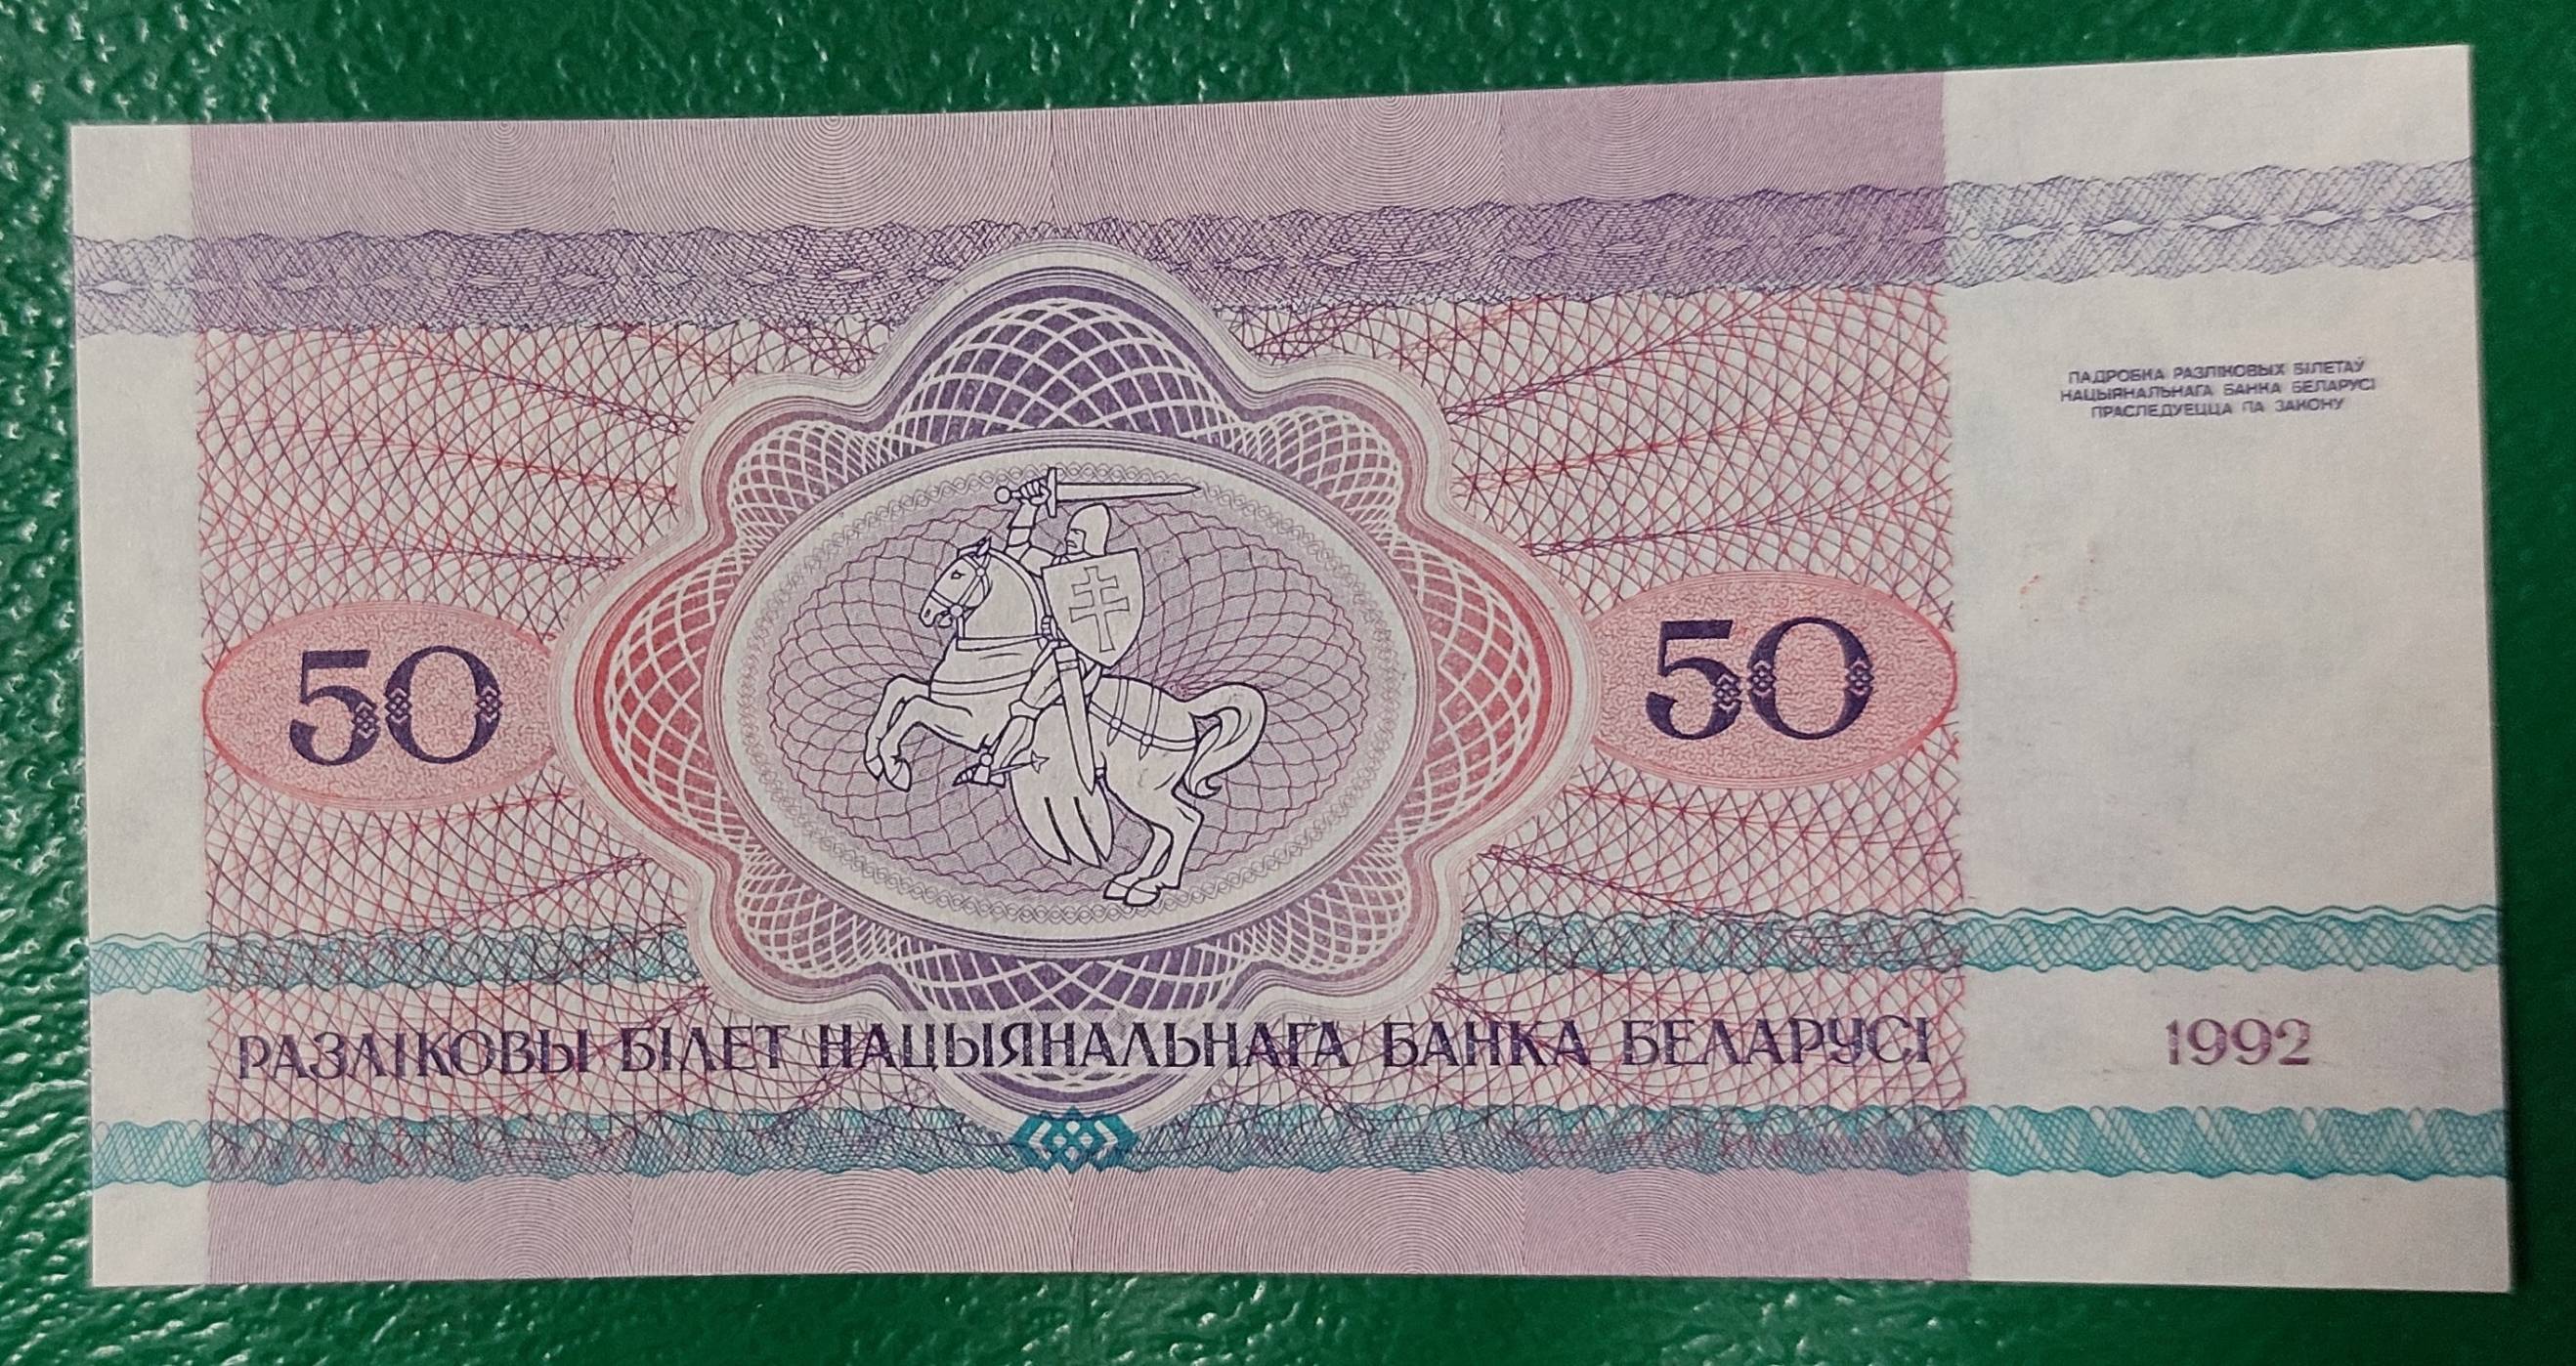 ПАДРОБКА РАЗЛІКОВЫХ БІЛЕТАЎ
НАЦЫЯНАЛЬНАГА БАНКА БЕЛАРУСІ
ПРАСЛЕДУЕЦЦА ПА ЗАКОНУ
50
50
РАЗЛІКОВЫ БІЛЕТ НАЦЫЯНАЛЬНАГА БАНКА БЕЛАРУСІ
1992